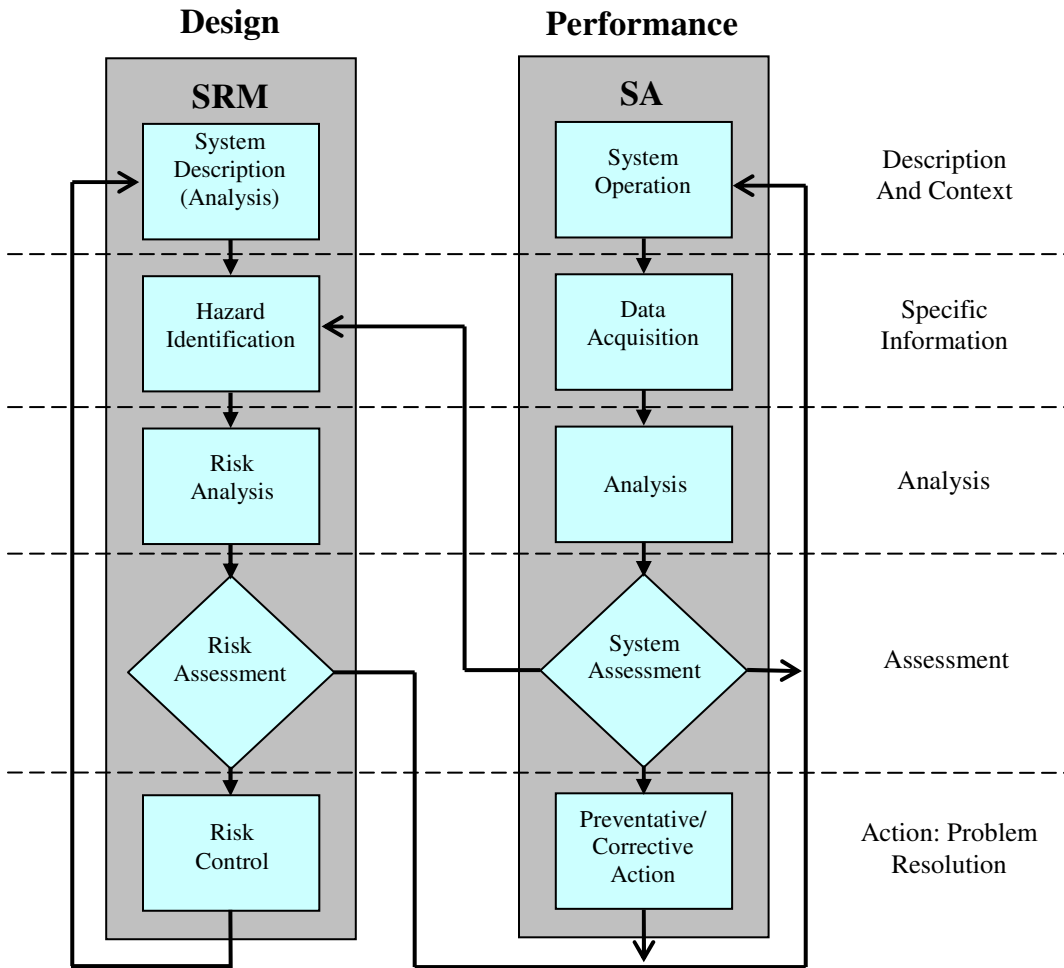 Design
Performance
SRM
SA
System
Description
(Analysis)
System
Operation
Description
And Context
Hazard
Identification
Data
Acquisition
Specific
Information
Risk
Analysis
Analysis
Analysis
Risk
Assessment
System
Assessment
Assessment
Risk
Control
Preventative/
Corrective
Action
Action: Problem
Resolution